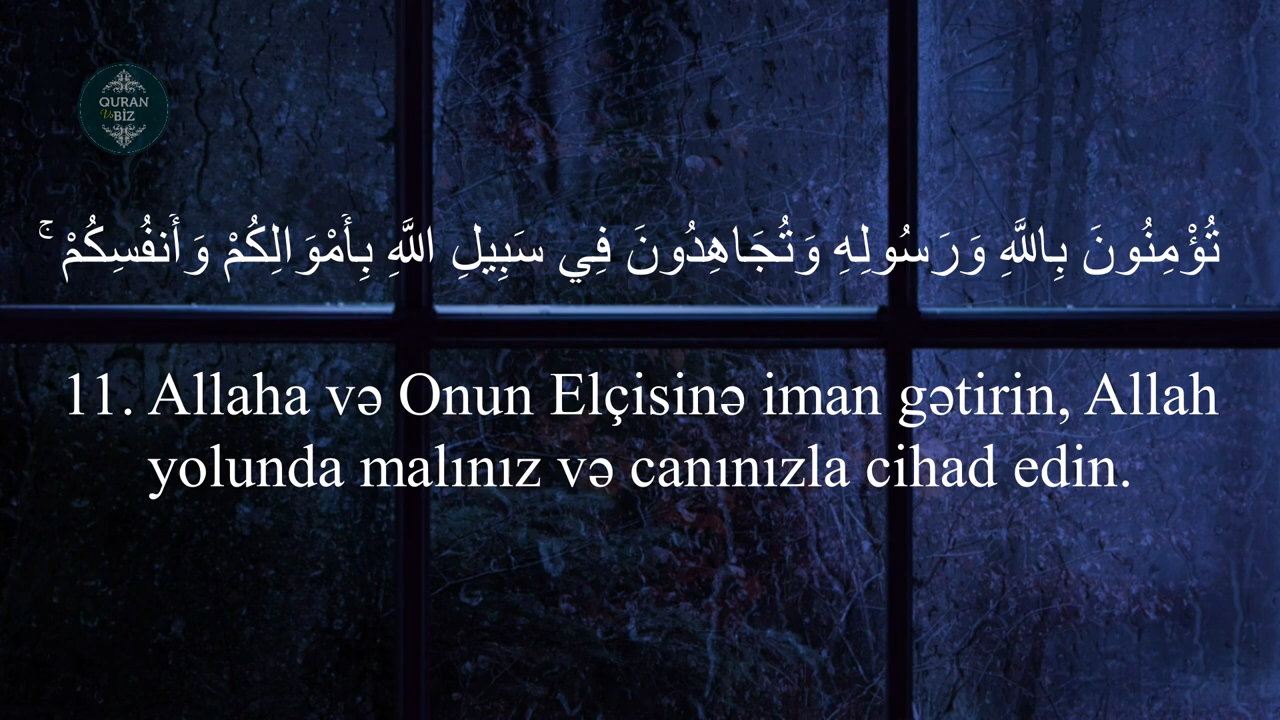 QURAN
Və BİZ
تُؤْمِنُونَ بِاللَّهِ وَرَسُولِهِ وَتُجَاهِدُونَ فِي سَبِيلِ اللَّهِ بِأَمْوَالِكُمْ وَأَنفُسِكُمْ ۚ
11. Allaha və Onun Elçisinə iman gətirin, Allah
yolunda malınız və canınızla cihad edin.